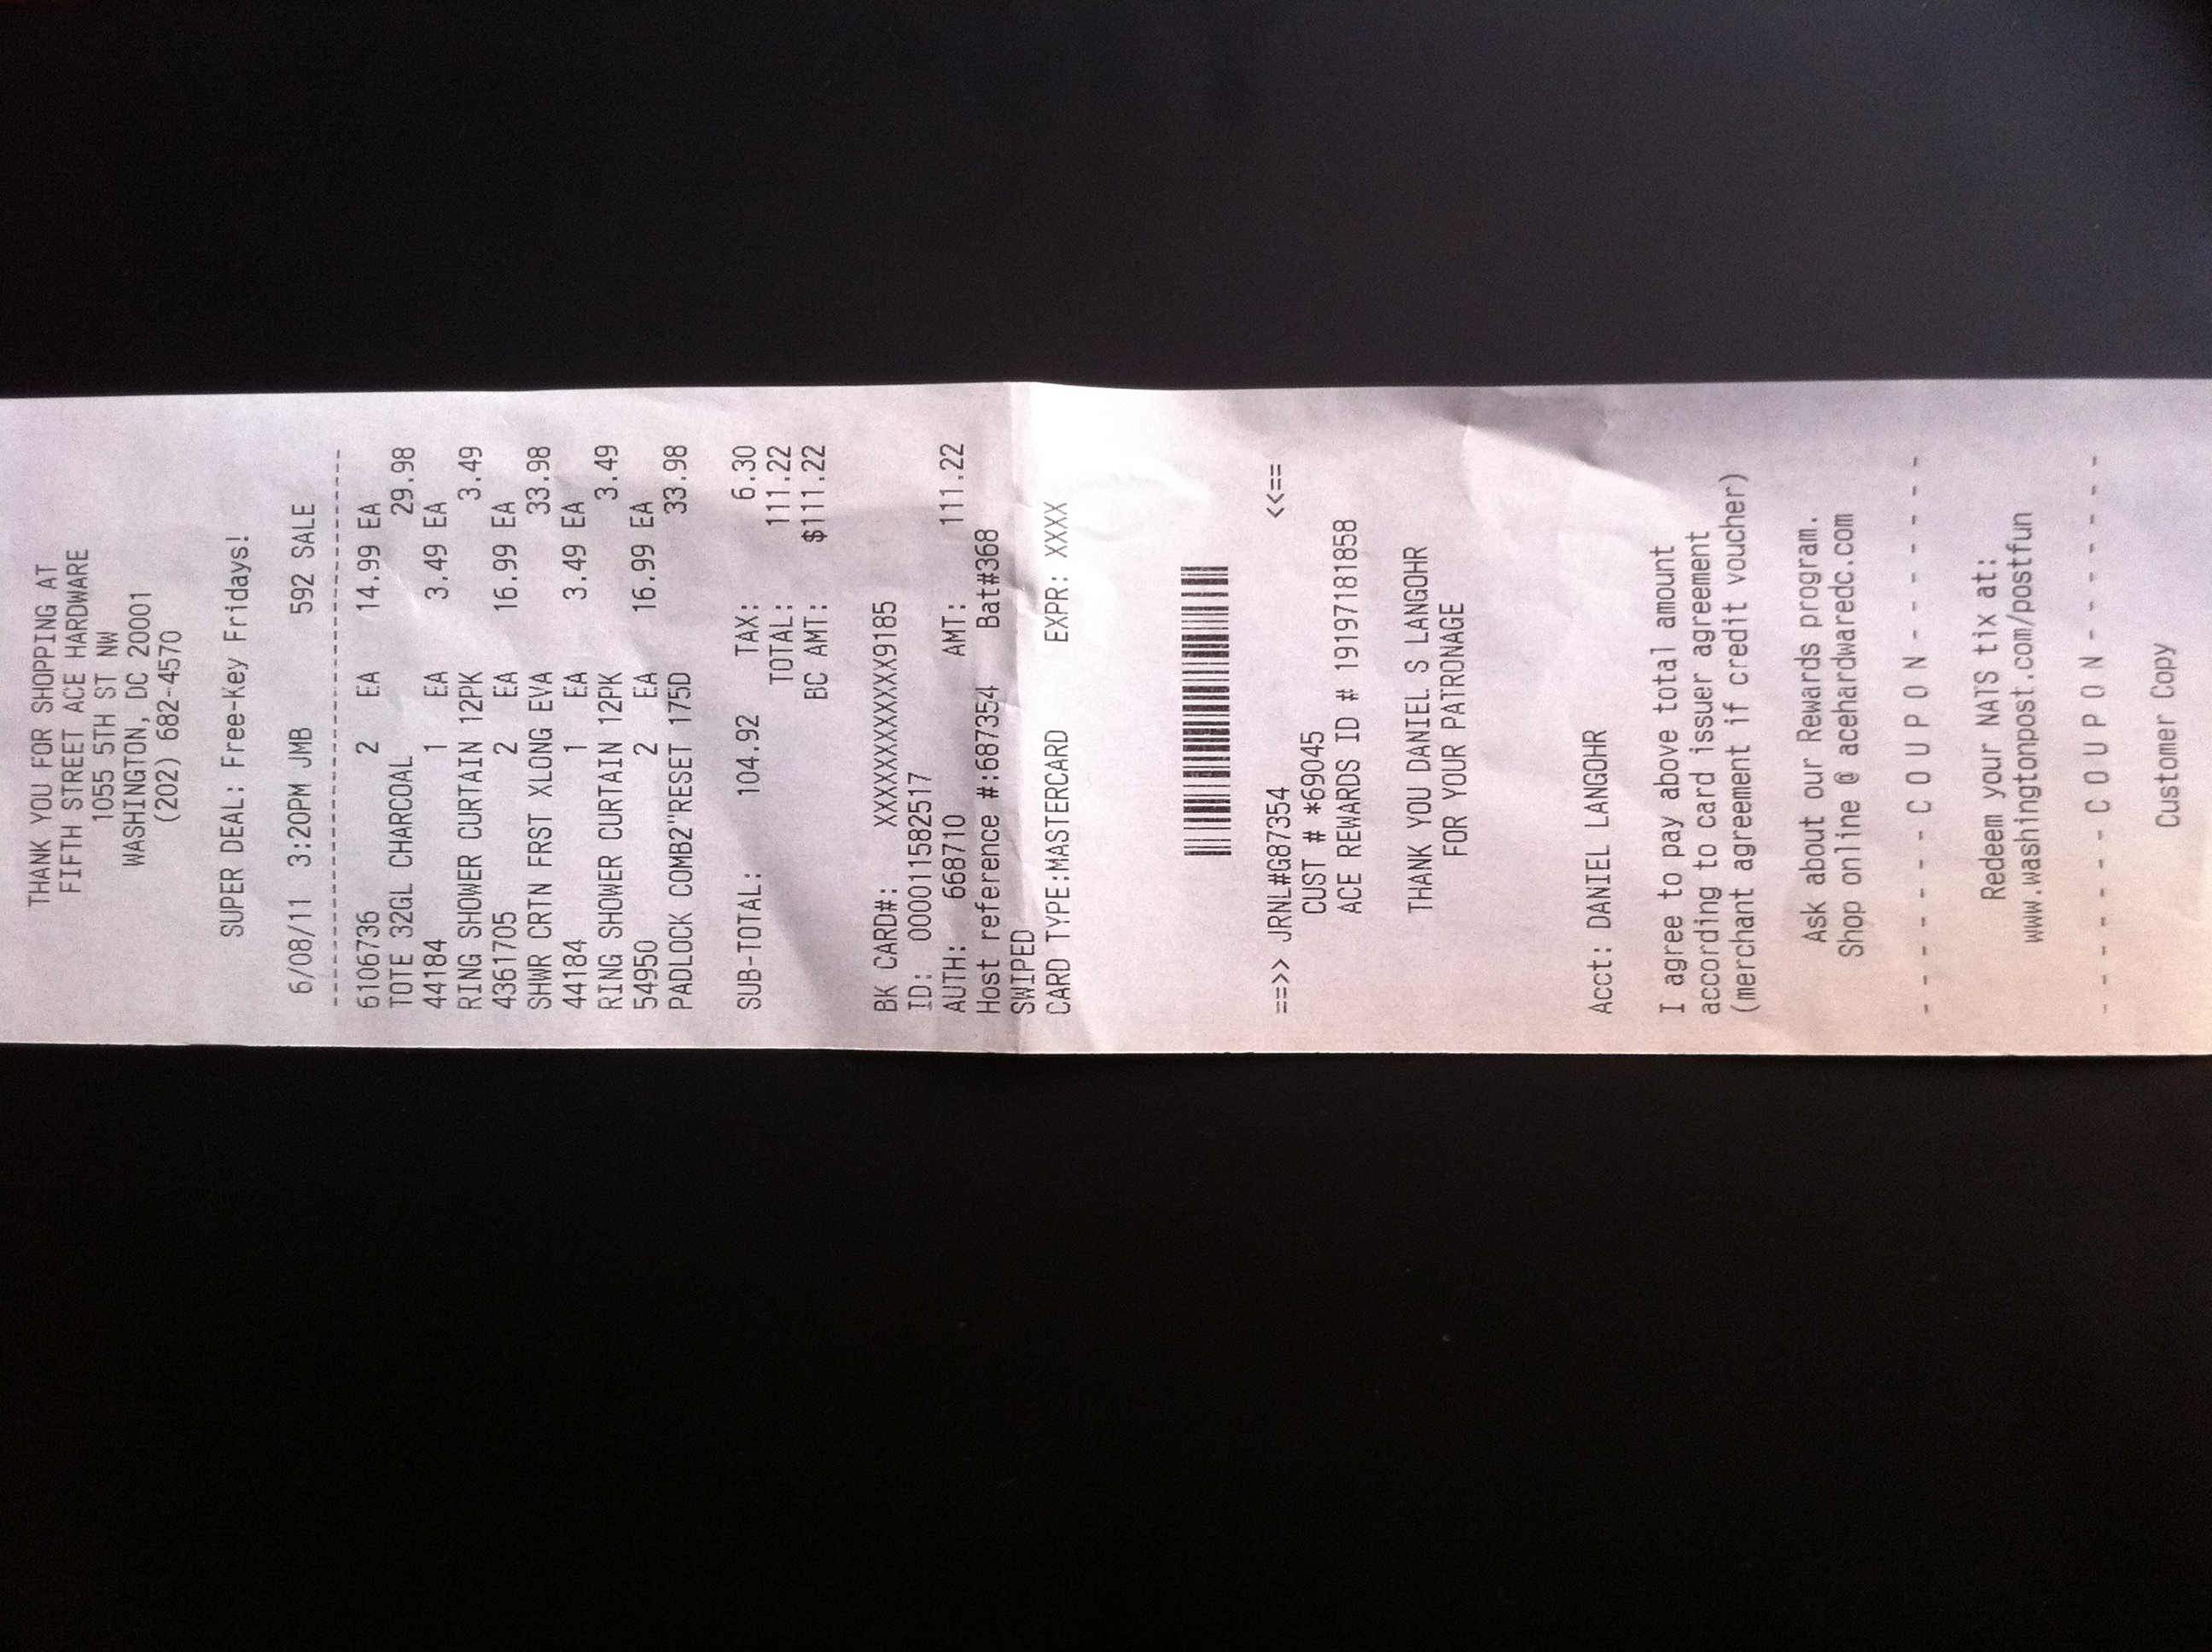 THANK YOU FOR SHOPPING AT
FIFTH STREET ACE HARDWARE
1055 5TH ST NW
WASHINGTON, DC 20001
(202) 682-4570
SUPER DEAL: Free-Key Fridays!
6/08/11 3:20PM JMB 592 SALE
----------------------------------------
6106736 2 EA 14.99 EA
TOTE 32GL CHARCOAL 29.98
44184 1 EA 3.49 EA
RING SHOWER CURTAIN 12PK 3.49
4361705 2 EA 16.99 EA
SHWR CRTN FRST XLONG EVA 33.98
44184 1 EA 3.49 EA
RING SHOWER CURTAIN 12PK 3.49
54950 2 EA 16.99 EA
PADLOCK COMB2"RESET 175D 33.98
SUB-TOTAL: 104.92 TAX: 6.30
TOTAL: 111.22
BC AMT: $111.22
BK CARD#: XXXXXXXXXXXX9185
ID: 000011582517
AUTH: 668710 AMT: 111.22
Host reference #:687354 Bat#368
SWIPED
CARD TYPE:MASTERCARD EXPR: XXXX
==>> JRNL#G87354 <<==
CUST # *69045
ACE REWARDS ID # 19197181858
THANK YOU DANIEL S LANGOHR
FOR YOUR PATRONAGE
Acct: DANIEL LANGOHR
I agree to pay above total amount
according to card issuer agreement
(merchant agreement if credit voucher)
Ask about our Rewards program.
Shop online @ acehardwaredc.com
- - - - - - - C O U P O N - - - - - - -
Redeem your NATS tix at:
www.washingtonpost.com/postfun
- - - - - - - C O U P O N - - - - - - -
Customer Copy